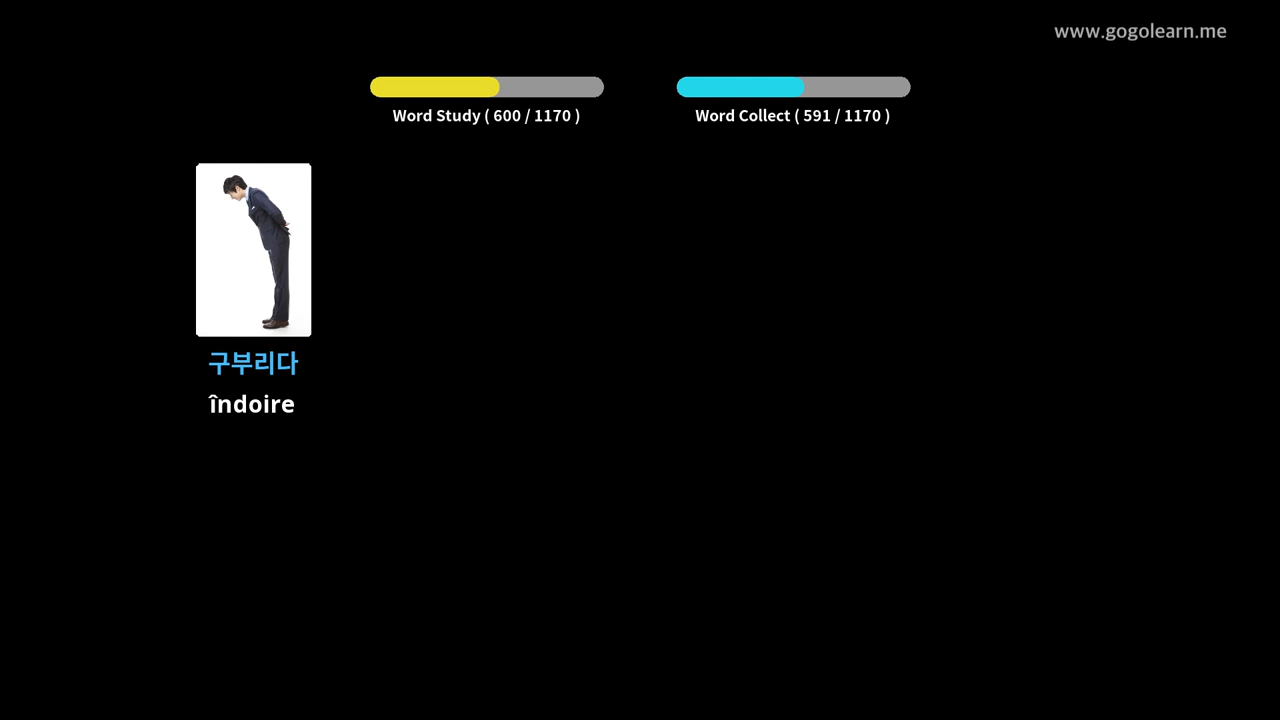 www.gogolearn.me
Word Study ( 600 / 1170 )
Word Collect ( 591 / 1170 )
구부리다
îndoire